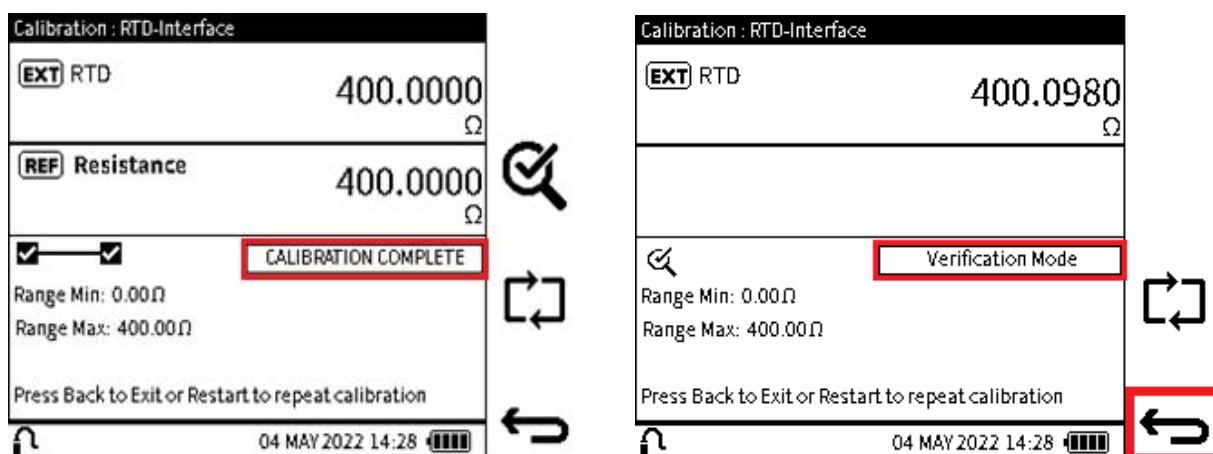 Calibration : RTD-Interface
EXT RTD
400.0000
Ω
REF Resistance
400.0000
Ω
CALIBRATION COMPLETE
Range Min: 0.00Ω
Range Max: 400.00Ω
Press Back to Exit or Restart to repeat calibration
04 MAY 2022 14:28
Calibration : RTD-Interface
EXT RTD
400.0980
Ω
Verification Mode
Range Min: 0.00Ω
Range Max: 400.00Ω
Press Back to Exit or Restart to repeat calibration
04 MAY 2022 14:28